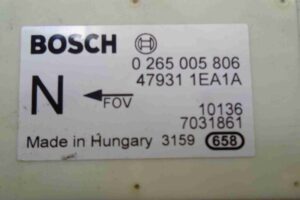 BOSCH
0 265 005 806
47931 1EA1A
N
FOV
10136
7031861
Made in Hungary 3159 658